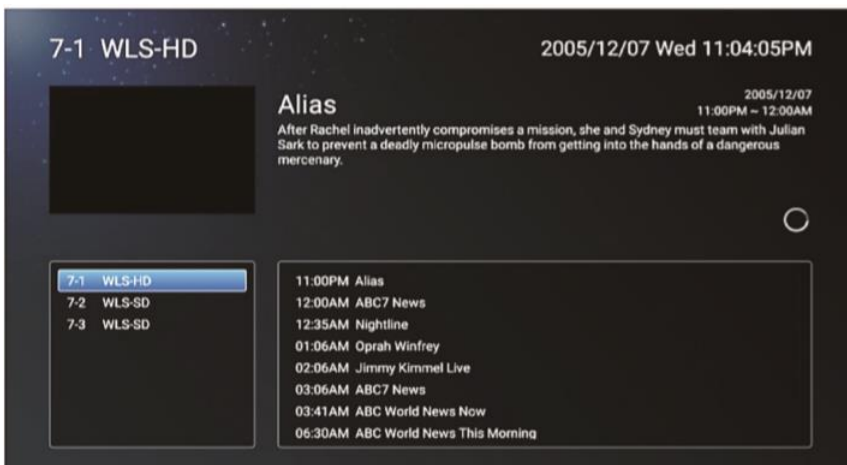 7-1 WLS-HD
2005/12/07 Wed 11:04:05PM
Alias
2005/12/07
11:00PM ~ 12:00AM
After Rachel inadvertently compromises a mission, she and Sydney must team with Julian
Sark to prevent a deadly micropulse bomb from getting into the hands of a dangerous
mercenary.
7-1 WLS-HD
7-2 WLS-SD
7-3 WLS-SD
11:00PM Alias
12:00AM ABC7 News
12:35AM Nightline
01:06AM Oprah Winfrey
02:06AM Jimmy Kimmel Live
03:06AM ABC7 News
03:41AM ABC World News Now
06:30AM ABC World News This Morning